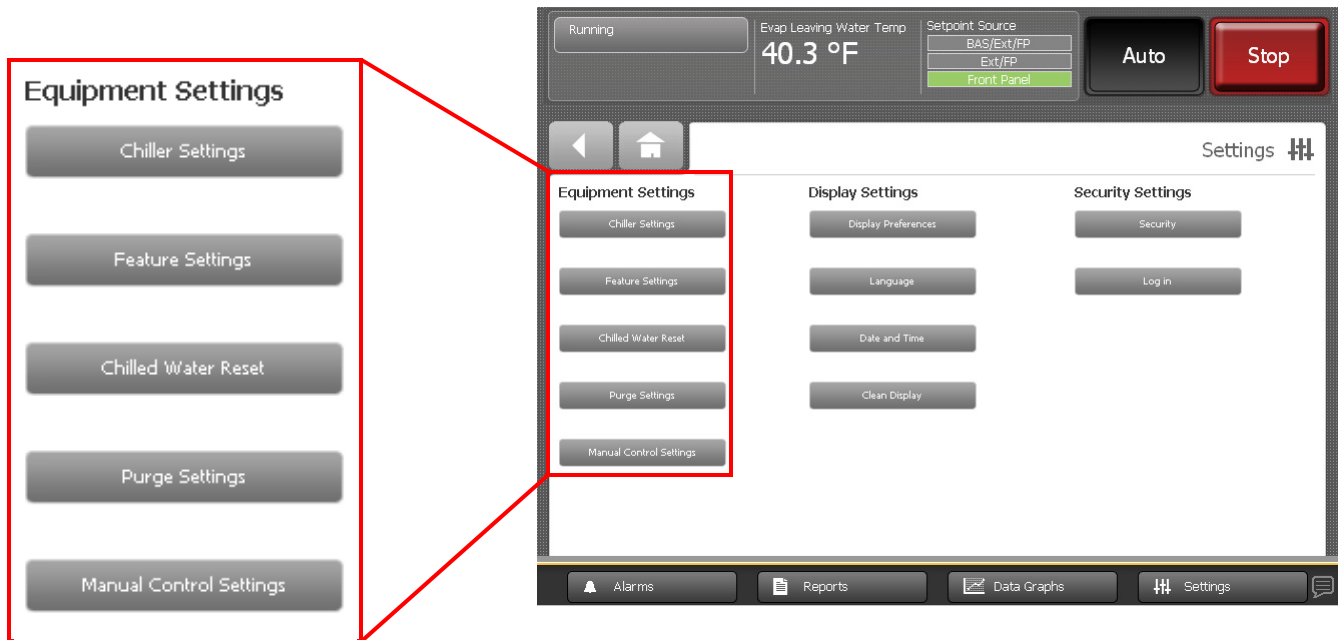 Equipment Settings
Chiller Settings
Feature Settings
Chilled Water Reset
Purge Settings
Manual Control Settings
Running
Evap Leaving Water Temp
40.3 °F
Setpoint Source
BAS/Ext/FP
Ext/FP
Front Panel
Auto
Stop
Settings
Equipment Settings
Chiller Settings
Feature Settings
Chilled Water Reset
Purge Settings
Manual Control Settings
Display Settings
Display Preferences
Language
Date and Time
Clean Display
Security Settings
Security
Log in
Alarms
Reports
Data Graphs
Settings